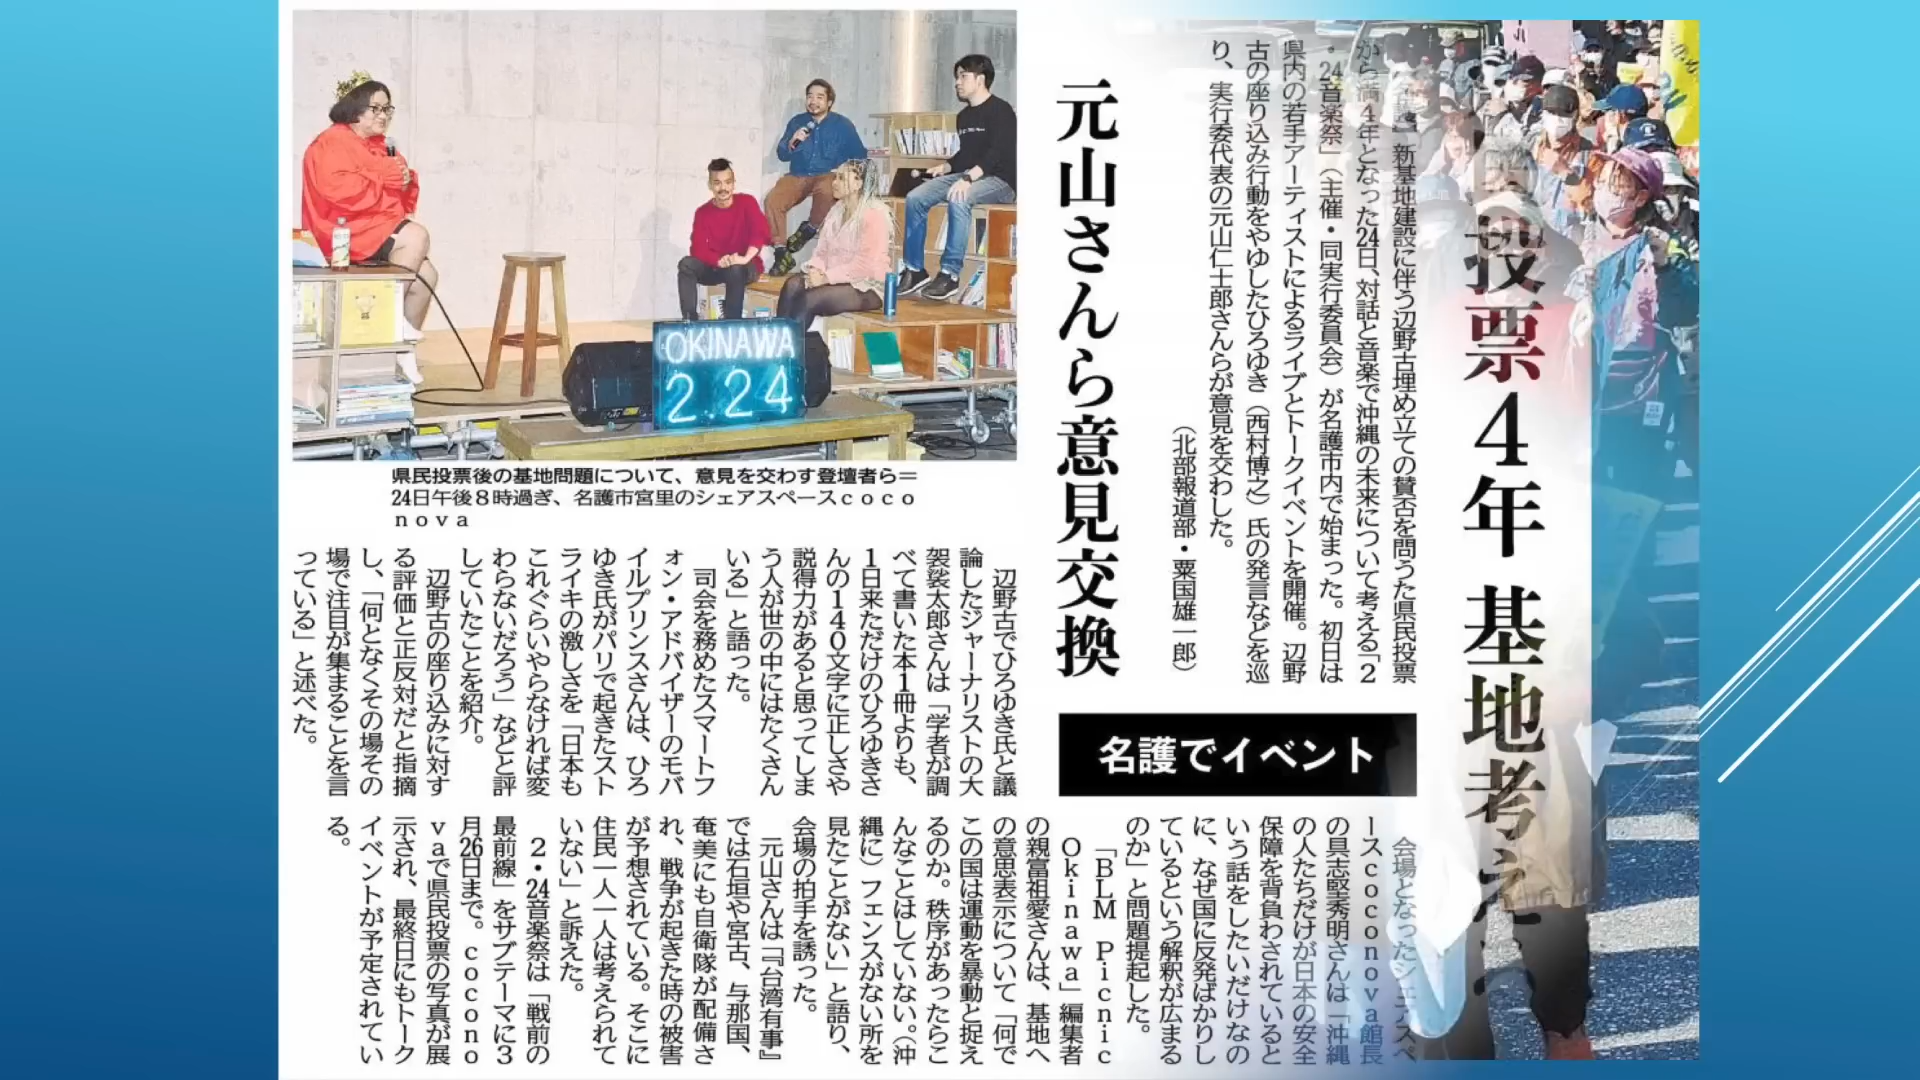 投票4年 基地考え
元山さんら意見交換
名護でイベント
新基地建設に伴う辺野古埋め立ての賛否を問うた県民投票
から満4年となった24日、対話と音楽で沖縄の未来について考える「2
・24音楽祭」(主催・同実行委員会)が名護市内で始まった。初日は
県内の若手アーティストによるライブとトークイベントを開催。辺野
古の座り込み行動をやゆしたひろゆき(西村博之)氏の発言などを巡
り、実行委代表の元山仁士郎さんらが意見を交わした。
(北部報道部・粟国雄一郎)
OKINAWA
2.24
県民投票後の基地問題について、意見を交わす登壇者ら=
24日午後8時過ぎ、名護市宮里のシェアスペースcoco
nova
辺野古でひろゆき氏と議
論したジャーナリストの大
袈裟太郎さんは「学者が調
べて書いた本1冊よりも、
1日来ただけのひろゆきさ
んの140文字に正しさや
説得力があると思ってしま
う人が世の中にはたくさん
いる」と語った。
司会を務めたスマートフ
ォン・アドバイザーのモバ
イルプリンスさんは、ひろ
ゆき氏がパリで起きたスト
ライキの激しさを「日本も
これぐらいやらなければ変
わらないだろう」などと評
していたことを紹介。
辺野古の座り込みに対す
る評価と正反対だと指摘
し、「何となくその場その
場で注目が集まることを言
っている」と述べた。
会場となったシェアスペ
ースcoconova館長
の具志堅秀明さんは「沖縄
の人たちだけが日本の安全
保障を背負わされていると
いう話をしたいだけなの
に、なぜ国に反発ばかりし
ているという解釈が広まる
のか」と問題提起した。
「BLM Picnic
Okinawa」編集者
の親富祖愛さんは、基地へ
の意思表示について「何で
この国は運動を暴動と捉え
るのか。秩序があったらこ
んなことはしていない。(沖
縄に)フェンスがない所を
見たことがない」と語り、
会場の拍手を誘った。
元山さんは『「台湾有事』
では石垣や宮古、与那国、
奄美にも自衛隊が配備さ
れ、戦争が起きた時の被害
が予想されている。そこに
住民一人一人は考えられて
いない」と訴えた。
2・24音楽祭は「戦前の
最前線」をサブテーマに3
月26日まで。cocono
vaで県民投票の写真が展
示され、最終日にもトーク
イベントが予定されてい
る。